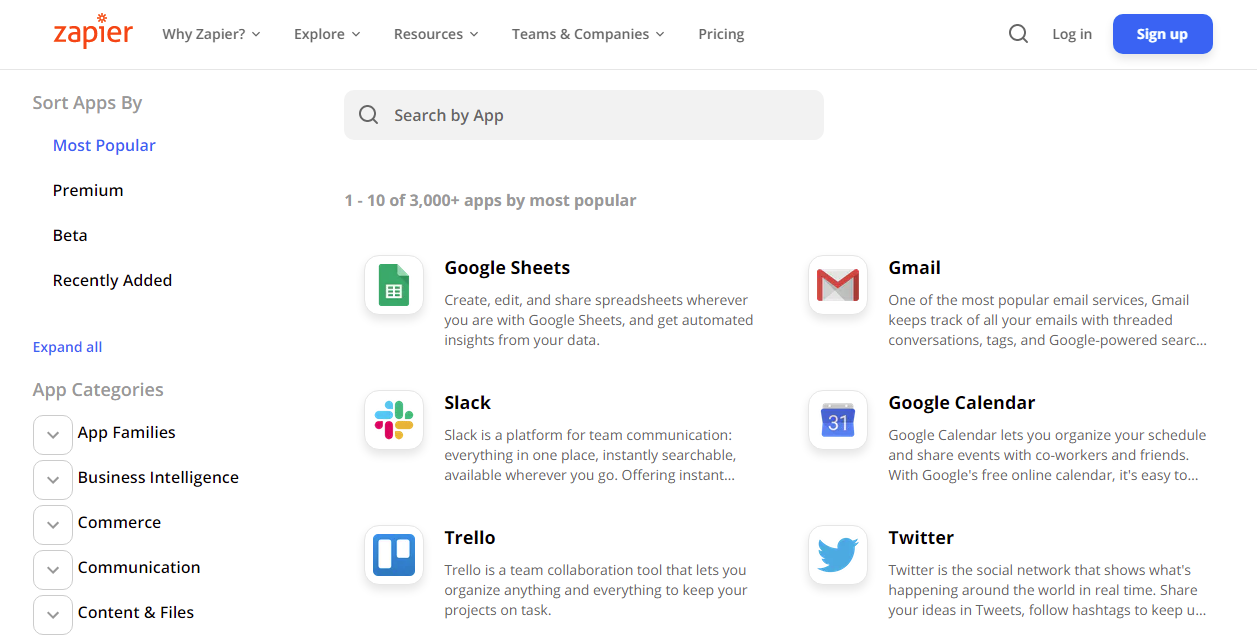 zapier Why Zapier? Explore Resources Teams & Companies Pricing Log in Sign up
Sort Apps By
Most Popular
Premium
Beta
Recently Added
Expand all
App Categories
App Families
Business Intelligence
Commerce
Communication
Content & Files
Search by App
1 - 10 of 3,000+ apps by most popular
Google Sheets
Create, edit, and share spreadsheets wherever
you are with Google Sheets, and get automated
insights from your data.
Gmail
One of the most popular email services, Gmail
keeps track of all your emails with threaded
conversations, tags, and Google-powered searc...
Slack
Slack is a platform for team communication:
everything in one place, instantly searchable,
available wherever you go. Offering instant...
31
Google Calendar
Google Calendar lets you organize your schedule
and share events with co-workers and friends.
With Google's free online calendar, it's easy to...
Trello
Trello is a team collaboration tool that lets you
organize anything and everything to keep your
projects on task.
Twitter
Twitter is the social network that shows what's
happening around the world in real time. Share
your ideas in Tweets, follow hashtags to keep u...